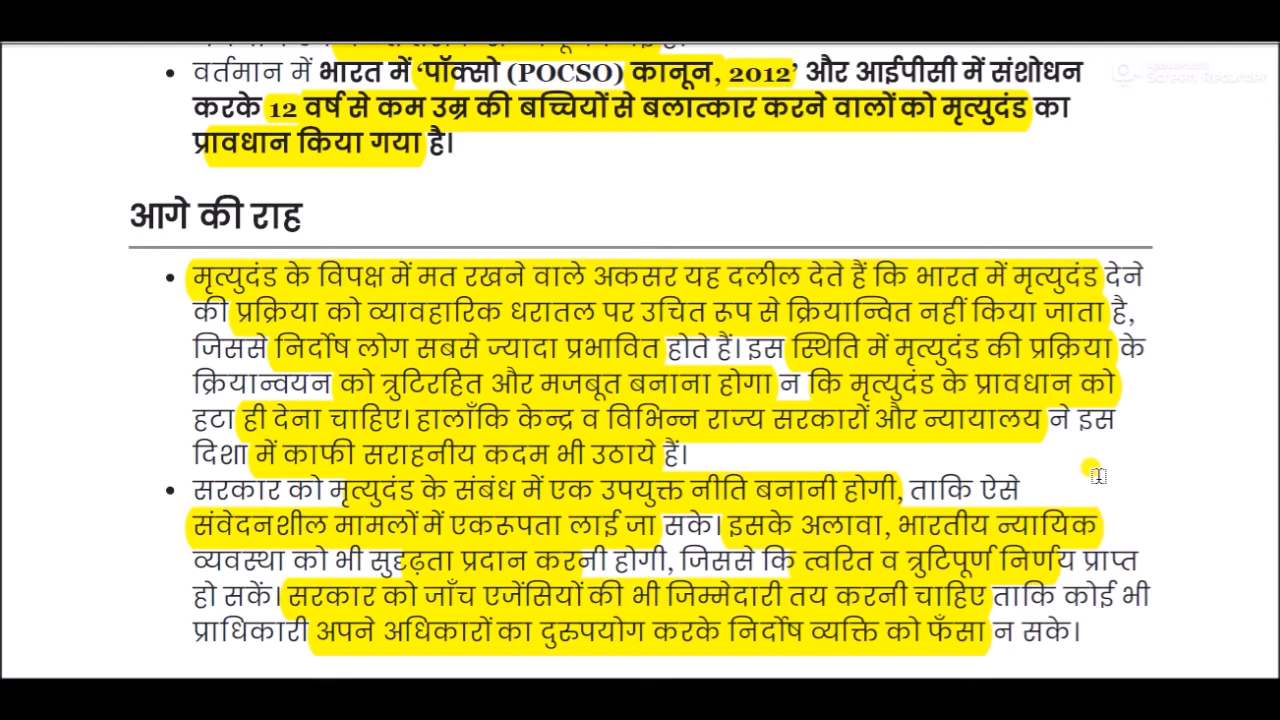 वर्तमान में भारत में ‘पॉक्सो (POCSO) कानून, 2012’ और आईपीसी में संशोधन
करके 12 वर्ष से कम उम्र की बच्चियों से बलात्कार करने वालों को मृत्युदंड का
प्रावधान किया गया है।
आगे की राह
मृत्युदंड के विपक्ष में मत रखने वाले अकसर यह दलील देते हैं कि भारत में मृत्युदंड देने
की प्रक्रिया को व्यावहारिक धरातल पर उचित रूप से क्रियान्वित नहीं किया जाता है,
जिससे निर्दोष लोग सबसे ज्यादा प्रभावित होते हैं। इस स्थिति में मृत्युदंड की प्रक्रिया के
क्रियान्वयन को त्रुटिरहित और मजबूत बनाना होगा न कि मृत्युदंड के प्रावधान को
हटा ही देना चाहिए। हालाँकि केन्द्र व विभिन्न राज्य सरकारों और न्यायालय ने इस
दिशा में काफी सराहनीय कदम भी उठाये हैं।
सरकार को मृत्युदंड के संबंध में एक उपयुक्त नीति बनानी होगी, ताकि ऐसे
संवेदनशील मामलों में एकरूपता लाई जा सके। इसके अलावा, भारतीय न्यायिक
व्यवस्था को भी सुदृढ़ता प्रदान करनी होगी, जिससे कि त्वरित व त्रुटिपूर्ण निर्णय प्राप्त
हो सकें। सरकार को जाँच एजेंसियों की भी जिम्मेदारी तय करनी चाहिए ताकि कोई भी
प्राधिकारी अपने अधिकारों का दुरुपयोग करके निर्दोष व्यक्ति को फँसा न सके।